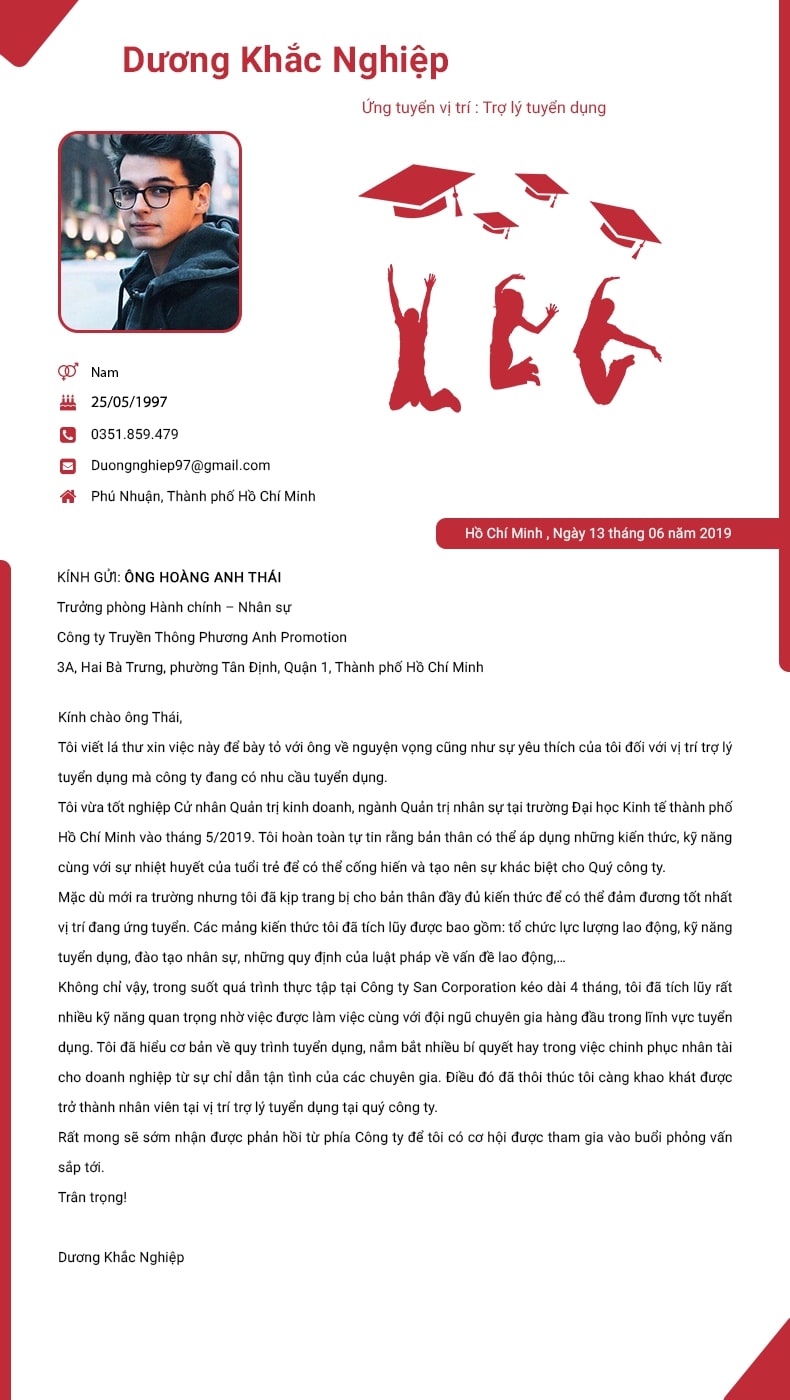 Dương Khắc Nghiệp
Ứng tuyển vị trí : Trợ lý tuyển dụng
Nam
25/05/1997
0351.859.479
Duongnghiep97@gmail.com
Phú Nhuận, Thành phố Hồ Chí Minh
Hồ Chí Minh , Ngày 13 tháng 06 năm 2019
KÍNH GỬI: ÔNG HOÀNG ANH THÁI
Trưởng phòng Hành chính – Nhân sự
Công ty Truyền Thông Phương Anh Promotion
3A, Hai Bà Trưng, phường Tân Định, Quận 1, Thành phố Hồ Chí Minh
Kính chào ông Thái,
Tôi viết lá thư xin việc này để bày tỏ với ông về nguyện vọng cũng như sự yêu thích của tôi đối với vị trí trợ lý
tuyển dụng mà công ty đang có nhu cầu tuyển dụng.
Tôi vừa tốt nghiệp Cử nhân Quản trị kinh doanh, ngành Quản trị nhân sự tại trường Đại học Kinh tế thành phố
Hồ Chí Minh vào tháng 5/2019. Tôi hoàn toàn tự tin rằng bản thân có thể áp dụng những kiến thức, kỹ năng
cùng với sự nhiệt huyết của tuổi trẻ để có thể cống hiến và tạo nên sự khác biệt cho Quý công ty.
Mặc dù mới ra trường nhưng tôi đã kịp trang bị cho bản thân đầy đủ kiến thức để có thể đảm đương tốt nhất
vị trí đang ứng tuyển. Các mảng kiến thức tôi đã tích lũy được bao gồm: tổ chức lực lượng lao động, kỹ năng
tuyển dụng, đào tạo nhân sự, những quy định của luật pháp về vấn đề lao động,...
Không chỉ vậy, trong suốt quá trình thực tập tại Công ty San Corporation kéo dài 4 tháng, tôi đã tích lũy rất
nhiều kỹ năng quan trọng nhờ việc được làm việc cùng với đội ngũ chuyên gia hàng đầu trong lĩnh vực tuyển
dụng. Tôi đã hiểu cơ bản về quy trình tuyển dụng, nắm bắt nhiều bí quyết hay trong việc chinh phục nhân tài
cho doanh nghiệp từ sự chỉ dẫn tận tình của các chuyên gia. Điều đó đã thôi thúc tôi càng khao khát được
trở thành nhân viên tại vị trí trợ lý tuyển dụng tại quý công ty.
Rất mong sẽ sớm nhận được phản hồi từ phía Công ty để tôi có cơ hội được tham gia vào buổi phỏng vấn
sắp tới.
Trân trọng!
Dương Khắc Nghiệp